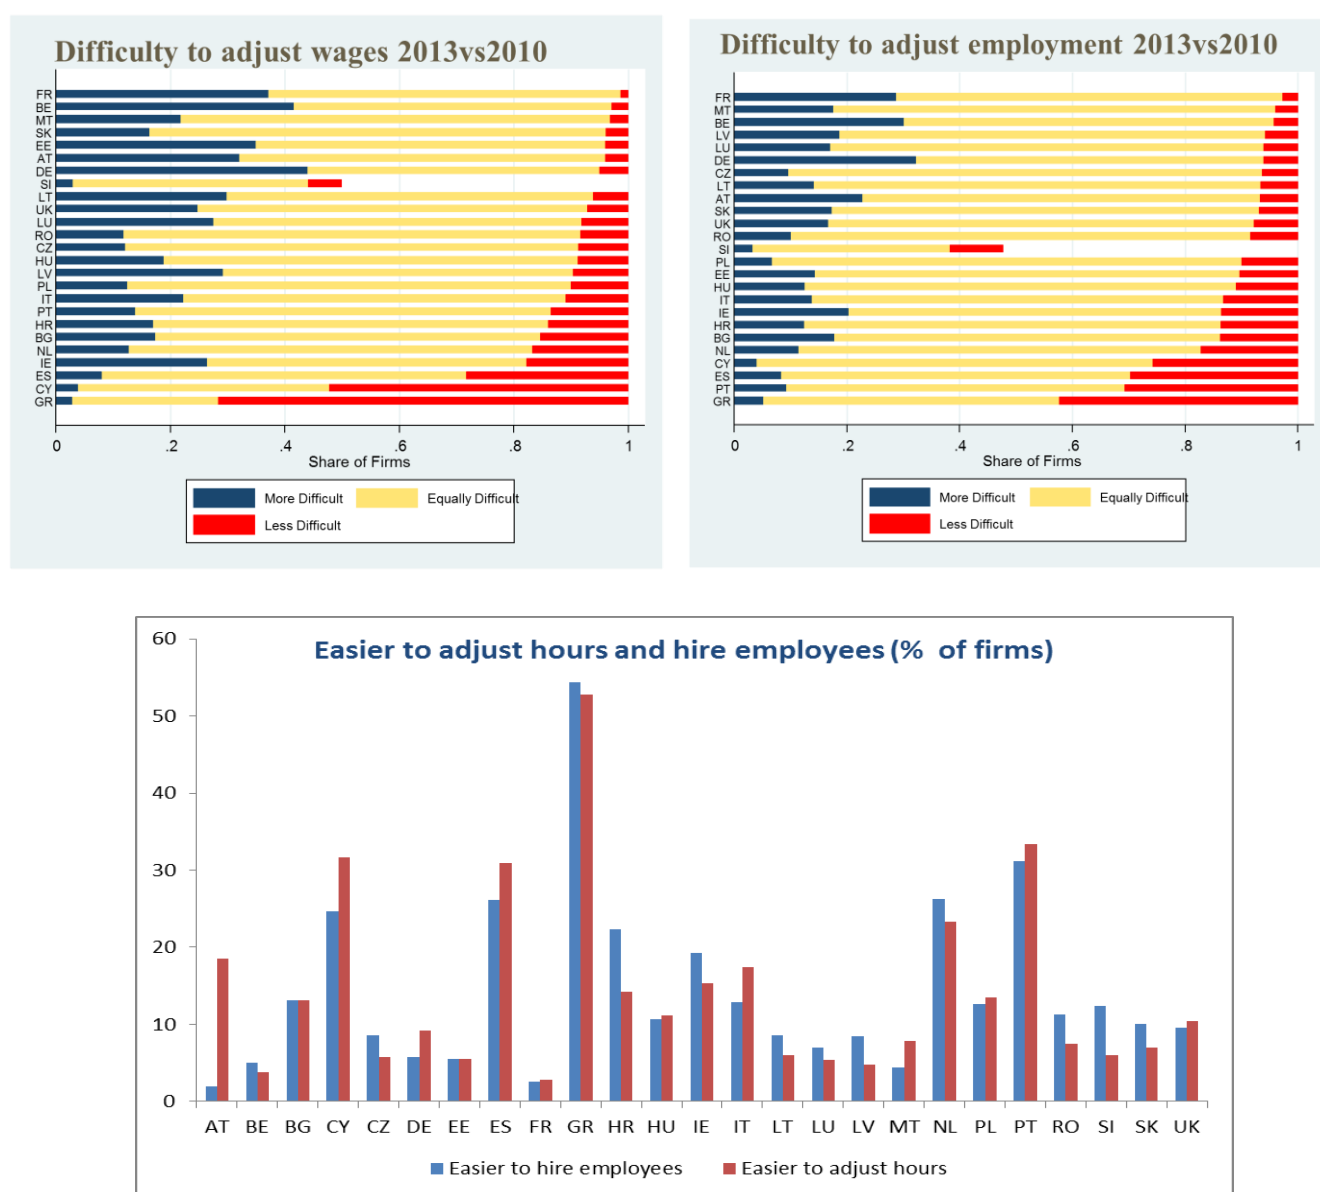 Difficulty to adjust wages 2013vs2010
FR
BE
MT
SK
EE
AT
DE
SI
LT
UK
LU
RO
CZ
HU
LV
PL
IT
PT
HR
BG
NL
IE
ES
CY
GR
0 .2 .4 .6 .8 1
Share of Firms
More Difficult Equally Difficult
Less Difficult
Difficulty to adjust employment 2013vs2010
FR
MT
BE
LV
LU
DE
CZ
LT
AT
SK
UK
RO
SI
PL
EE
HU
IT
IE
HR
BG
NL
CY
ES
PT
GR
0 .2 .4 .6 .8 1
Share of Firms
More Difficult Equally Difficult
Less Difficult
Easier to adjust hours and hire employees (% of firms)
60
50
40
30
20
10
0
AT BE BG CY CZ DE EE ES FR GR HR HU IE IT LT LU LV MT NL PL PT RO SI SK UK
Easier to hire employees Easier to adjust hours